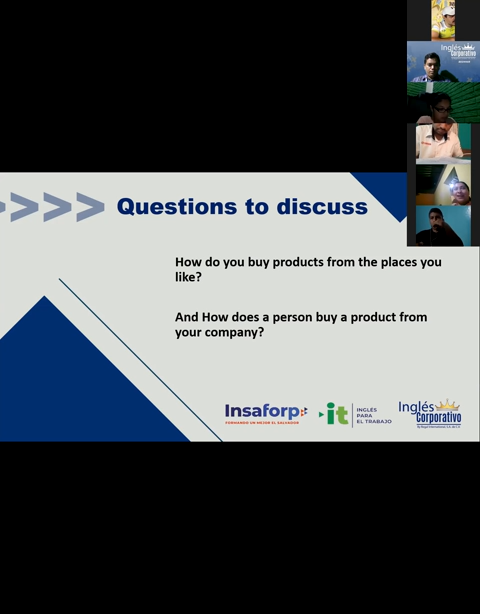 Inglés
Corporativo
>>>> Questions to discuss
How do you buy products from the places you
like?
And How does a person buy a product from
your company?
Insaforp
FORMANDO UN MEJOR EL SALVADOR
it
INGLÉS
PARA
EL TRABAJO
Inglés
Corporativo